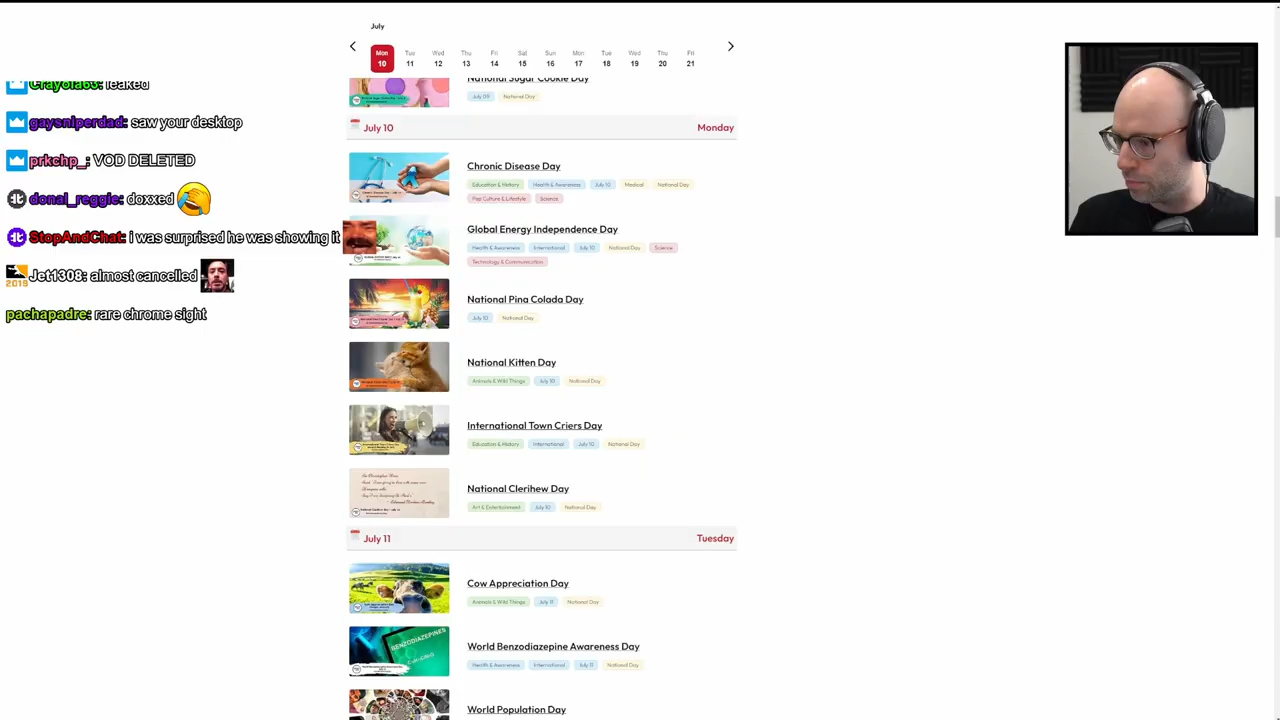 July
Mon Tue Wed Thu Fri Sat Sun Mon Tue Wed Thu Fri
10 11 12 13 14 15 16 17 18 19 20 21
National Sugar Cookie Day
July 09 National Day
July 10 Monday
Chronic Disease Day
Education & History Health & Awareness July 10 Medical National Day
Pop Culture & Lifestyle Science
Global Energy Independence Day
Health & Awareness International July 10 National Day Science
Technology & Communication
National Pina Colada Day
July 10 National Day
National Kitten Day
Animals & Wild Things July 10 National Day
International Town Criers Day
Education & History International July 10 National Day
National Clerihew Day
Art & Entertainment July 10 National Day
July 11 Tuesday
Cow Appreciation Day
Animals & Wild Things July 11 National Day
BENZODIAZEPINES
World Benzodiazepine Awareness Day
Health & Awareness International July 11 National Day
World Population Day
Crayola63: leaked
gaysniperdad: saw your desktop
prkchp_: VOD DELETED
donal_reggie: doxxed
StopAndChat: i was surprised he was showing it
2019 Jet1308: almost cancelled
pachapadre: rare chrome sight